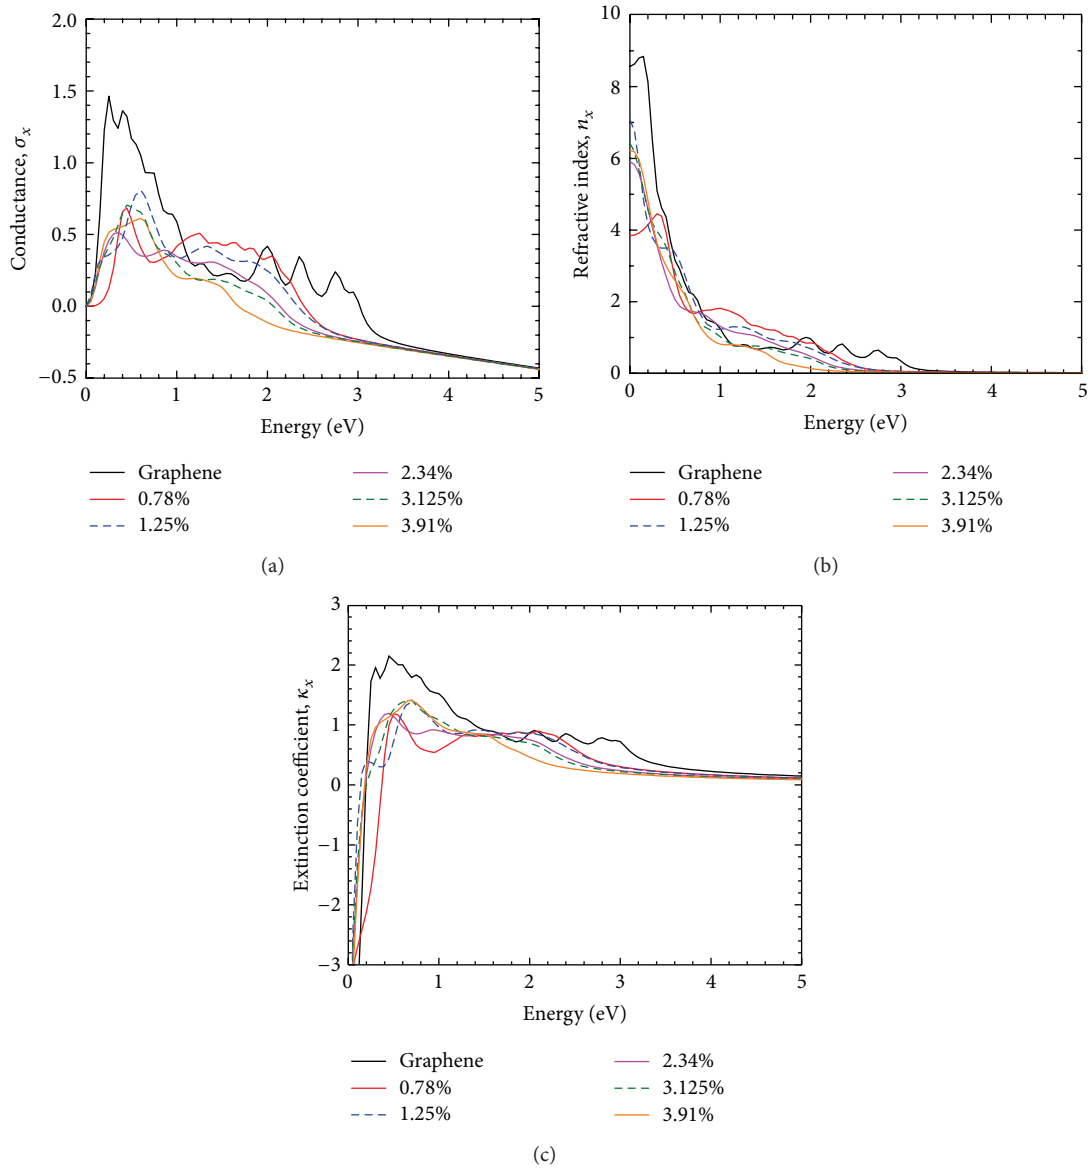 2.0
1.5
1.0
0.5
0.0
−0.5
Conductance, σx
0 1 2 3 4 5
Energy (eV)
Graphene
0.78%
1.25%
2.34%
3.125%
3.91%
(a)
10
8
6
4
2
0
Refractive index, nx
0 1 2 3 4 5
Energy (eV)
Graphene
0.78%
1.25%
2.34%
3.125%
3.91%
(b)
3
2
1
0
−1
−2
−3
Extinction coefficient, κx
0 1 2 3 4 5
Energy (eV)
Graphene
0.78%
1.25%
2.34%
3.125%
3.91%
(c)